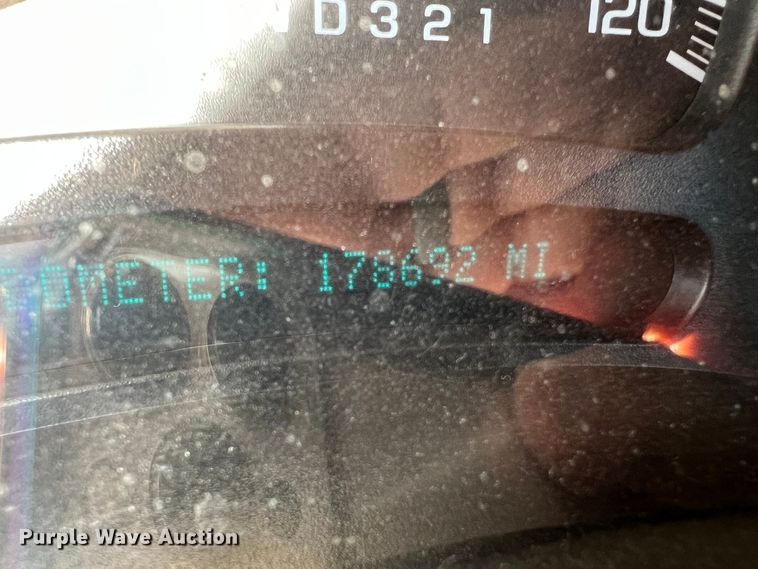 D 3 2 1
120
ODOMETER: 178692 MI
Purple Wave Auction